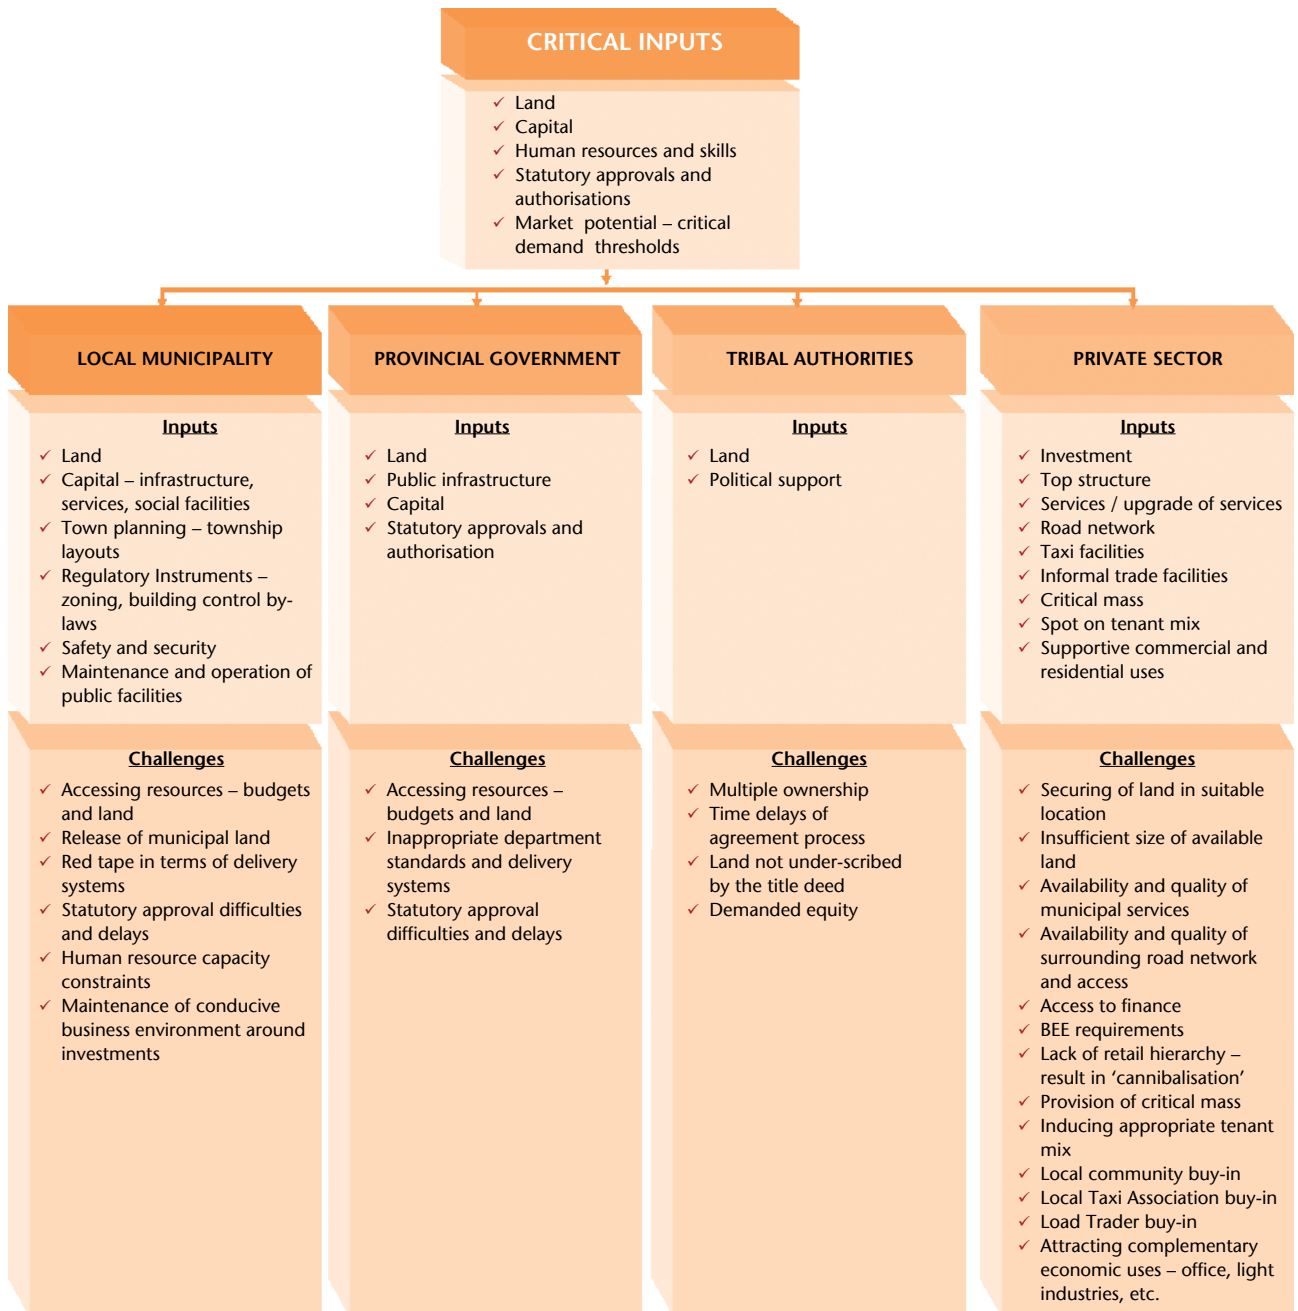 CRITICAL INPUTS
✓ Land
✓ Capital
✓ Human resources and skills
✓ Statutory approvals and
authorisations
✓ Market potential – critical
demand thresholds
LOCAL MUNICIPALITY
Inputs
✓ Land
✓ Capital – infrastructure,
services, social facilities
✓ Town planning – township
layouts
✓ Regulatory Instruments –
zoning, building control by-
laws
✓ Safety and security
✓ Maintenance and operation of
public facilities
Challenges
✓ Accessing resources – budgets
and land
✓ Release of municipal land
✓ Red tape in terms of delivery
systems
✓ Statutory approval difficulties
and delays
✓ Human resource capacity
constraints
✓ Maintenance of conducive
business environment around
investments
PROVINCIAL GOVERNMENT
Inputs
✓ Land
✓ Public infrastructure
✓ Capital
✓ Statutory approvals and
authorisation
Challenges
✓ Accessing resources –
budgets and land
✓ Inappropriate department
standards and delivery
systems
✓ Statutory approval
difficulties and delays
TRIBAL AUTHORITIES
Inputs
✓ Land
✓ Political support
Challenges
✓ Multiple ownership
✓ Time delays of
agreement process
✓ Land not under-scribed
by the title deed
✓ Demanded equity
PRIVATE SECTOR
Inputs
✓ Investment
✓ Top structure
✓ Services / upgrade of services
✓ Road network
✓ Taxi facilities
✓ Informal trade facilities
✓ Critical mass
✓ Spot on tenant mix
✓ Supportive commercial and
residential uses
Challenges
✓ Securing of land in suitable
location
✓ Insufficient size of available
land
✓ Availability and quality of
municipal services
✓ Availability and quality of
surrounding road network
and access
✓ Access to finance
✓ BEE requirements
✓ Lack of retail hierarchy –
result in ‘cannibalisation’
✓ Provision of critical mass
✓ Inducing appropriate tenant
mix
✓ Local community buy-in
✓ Local Taxi Association buy-in
✓ Load Trader buy-in
✓ Attracting complementary
economic uses – office, light
industries, etc.